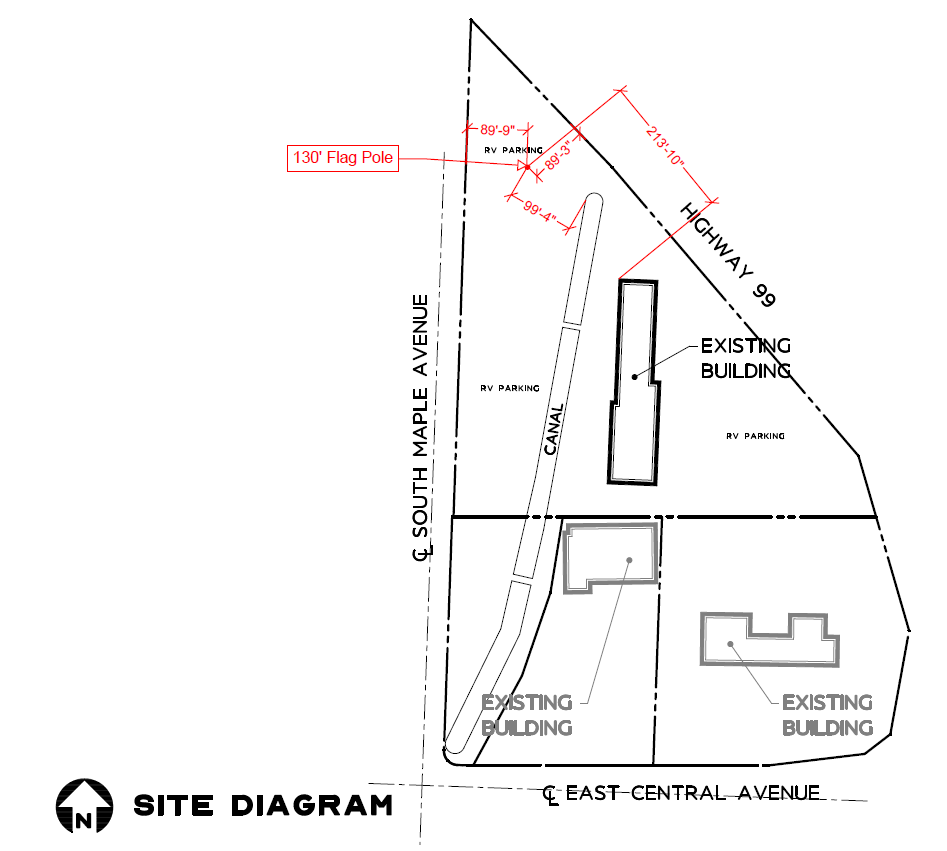 89'-9"
RV PARKING
130' Flag Pole
89'-3"
213'-10"
99'-4"
HIGHWAY 99
EXISTING
BUILDING
RV PARKING
CANAL
RV PARKING
℄ SOUTH MAPLE AVENUE
EXISTING
BUILDING
EXISTING
BUILDING
N
SITE DIAGRAM
℄ EAST CENTRAL AVENUE